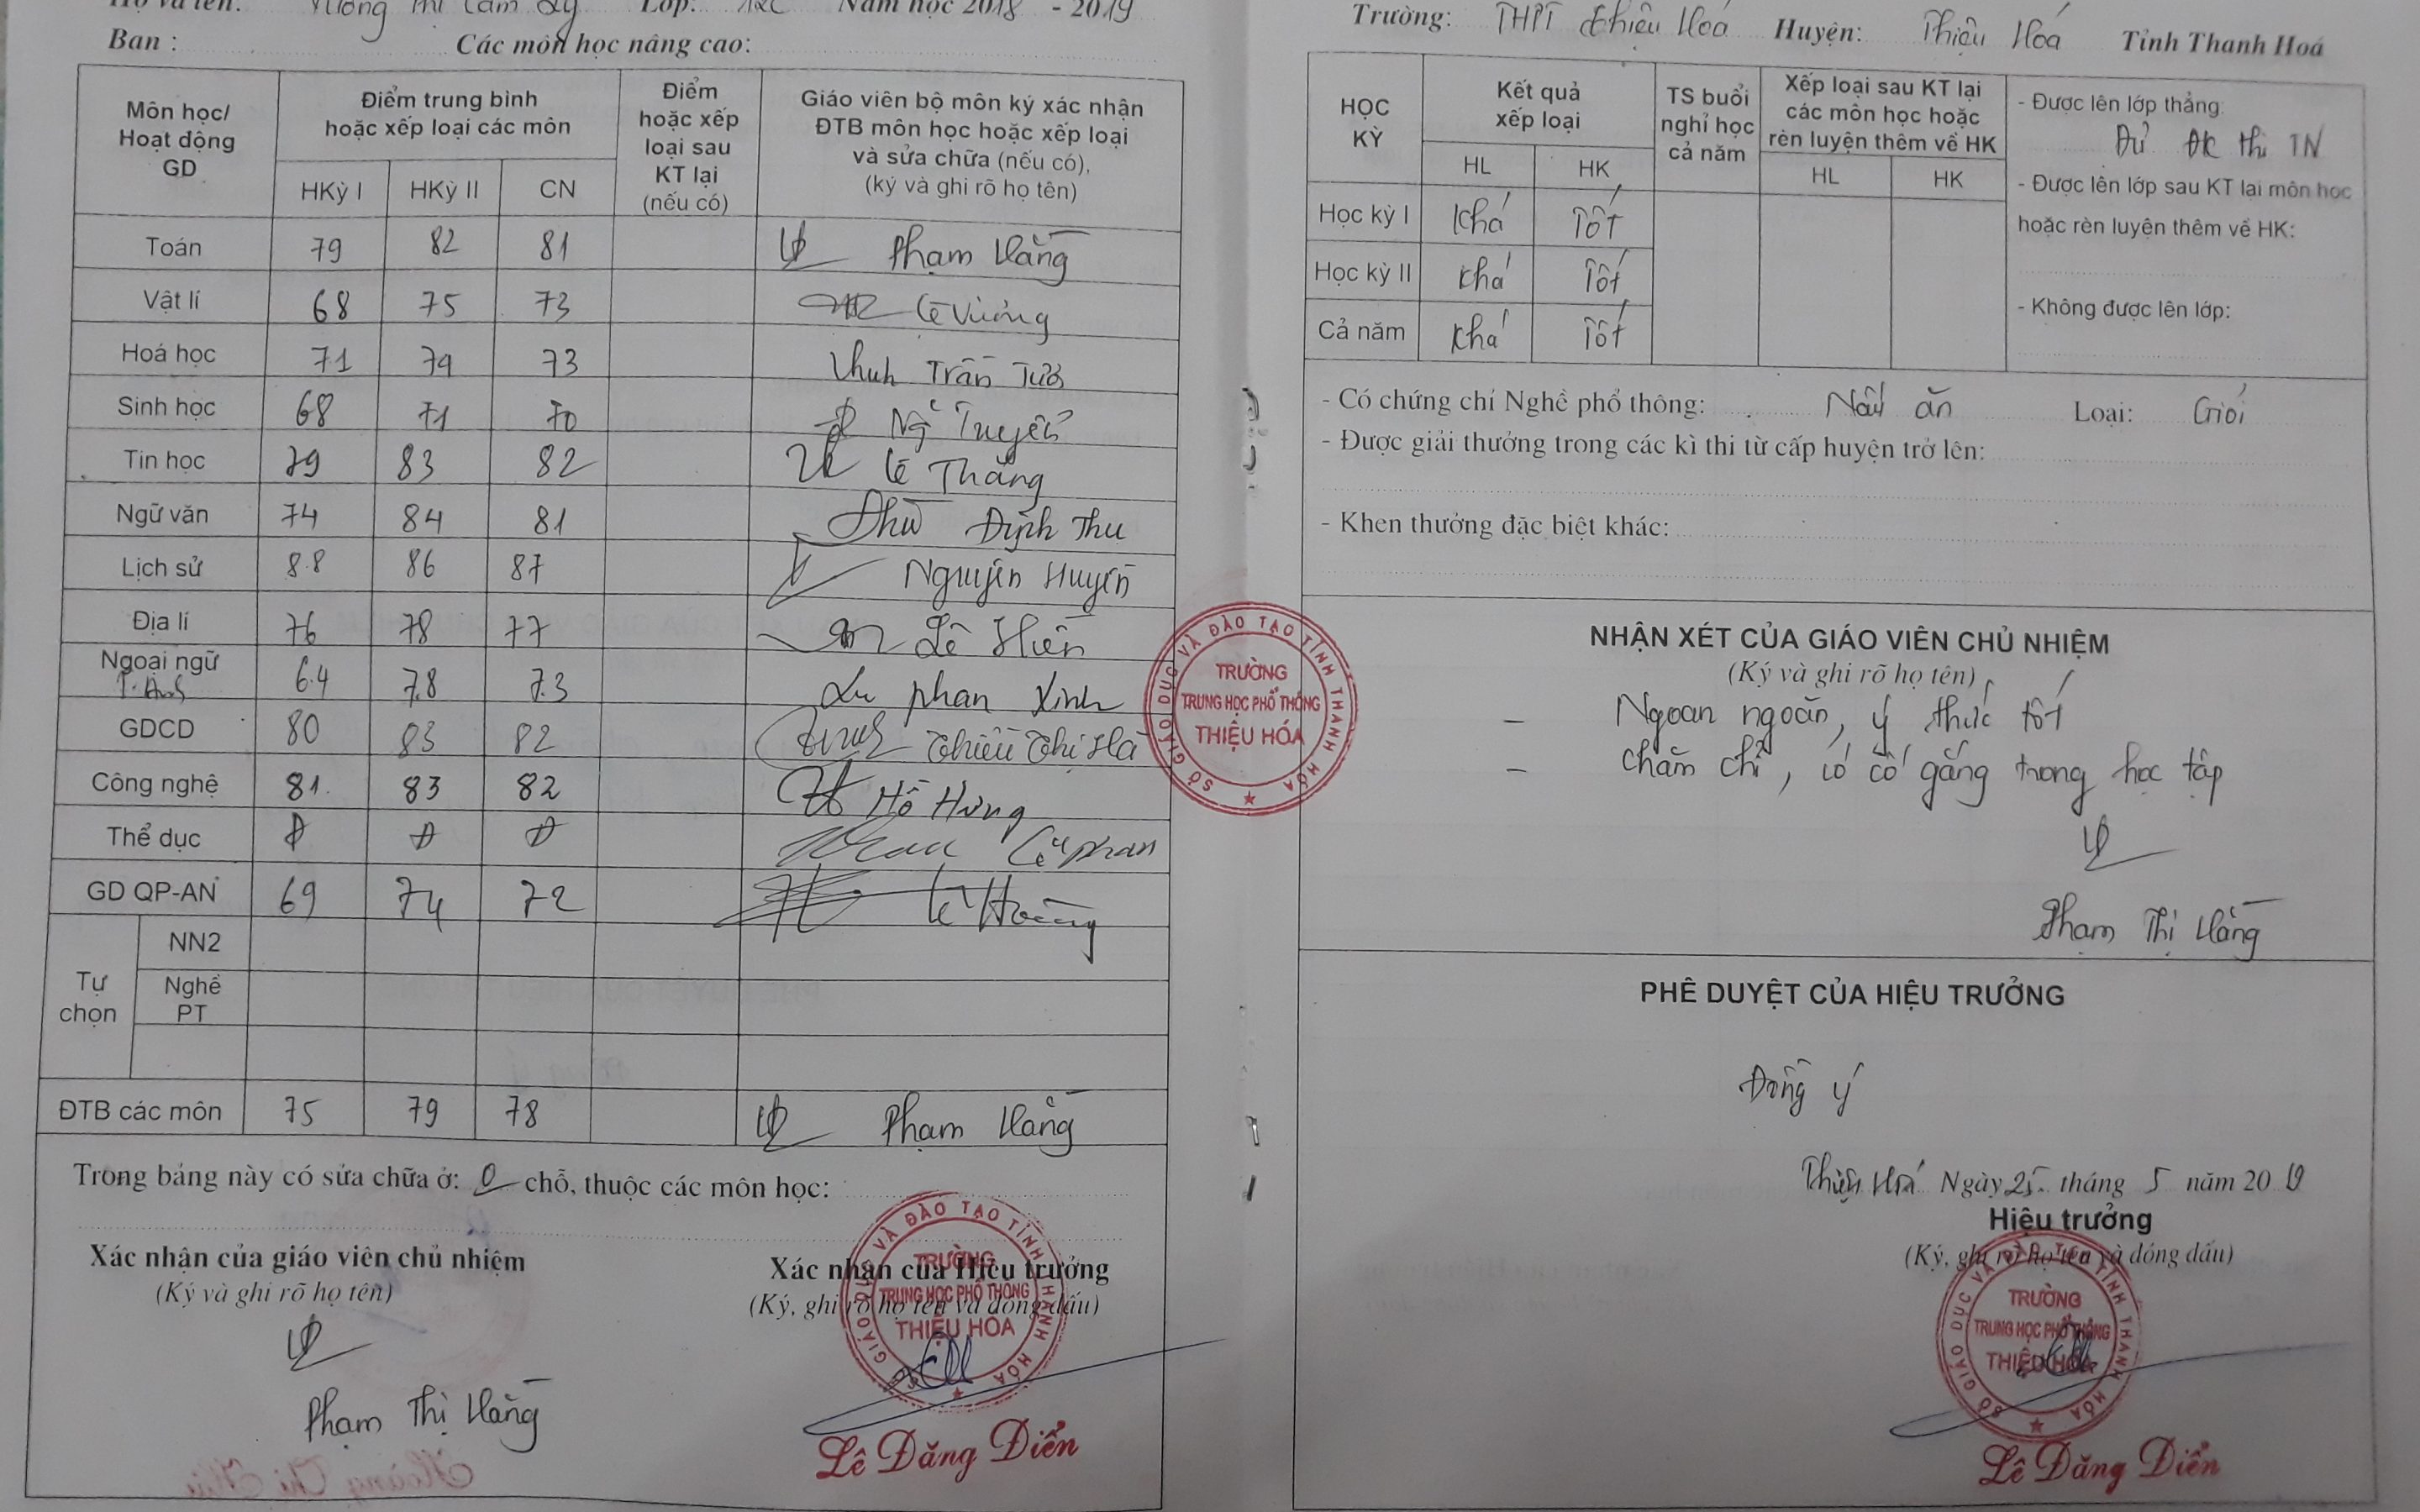 Họ và tên: Vương Thị Cẩm Ly Lớp: 12C Năm học 2018 - 2019
Ban : Các môn học nâng cao:
Môn học/ Hoạt động GD
Điểm trung bình hoặc xếp loại các môn
Điểm hoặc xếp loại sau KT lại (nếu có)
Giáo viên bộ môn ký xác nhận ĐTB môn học hoặc xếp loại và sửa chữa (nếu có), (ký và ghi rõ họ tên)
HKỳ I HKỳ II CN
Toán 79 82 81 Phạm Hằng
Vật lí 68 75 73 Lê Vương
Hoá học 71 74 73 Trần Tươi
Sinh học 68 71 70 Ng Tuyến
Tin học 79 83 82 Lê Thắng
Ngữ văn 74 84 81 Định Thu
Lịch sử 8.8 86 87 Nguyễn Huyền
Địa lí 76 78 77 Lê Hiền
Ngoại ngữ T. Anh 6.4 7.8 7.3 Phan Xinh
GDCD 80 83 82 Thiều Thị Hà
Công nghệ 81 83 82 Hồ Hưng
Thể dục Đ Đ Đ Lê Phan
GD QP-AN 69 74 72 Lê Hoàng
Tự chọn
NN2
Nghề PT
ĐTB các môn 75 79 78 Phạm Hằng
Trong bảng này có sửa chữa ở: 0 chỗ, thuộc các môn học:
Xác nhận của giáo viên chủ nhiệm
(Ký và ghi rõ họ tên)
Phạm Thị Hằng
Xác nhận của Hiệu trưởng
(Ký, ghi rõ họ tên và đóng dấu)
SỞ GIÁO DỤC VÀ ĐÀO TẠO TỈNH THANH HÓA
TRƯỜNG
TRUNG HỌC PHỔ THÔNG
THIỆU HÓA
Lê Đăng Điển
SỞ GIÁO DỤC VÀ ĐÀO TẠO TỈNH THANH HÓA
TRƯỜNG
TRUNG HỌC PHỔ THÔNG
THIỆU HÓA
Trường: THPT Thiệu Hoá Huyện: Thiệu Hoá Tỉnh Thanh Hoá
HỌC KỲ
Kết quả xếp loại
TS buổi nghỉ học cả năm
Xếp loại sau KT lại các môn học hoặc rèn luyện thêm về HK
HL HK HL HK
Học kỳ I Khá Tốt
Học kỳ II Khá Tốt
Cả năm Khá Tốt
- Được lên lớp thẳng:
Đủ ĐK thi TN
- Được lên lớp sau KT lại môn học
hoặc rèn luyện thêm về HK:
- Không được lên lớp:
- Có chứng chỉ Nghề phổ thông: Nấu ăn Loại: Giỏi
- Được giải thưởng trong các kì thi từ cấp huyện trở lên:
- Khen thưởng đặc biệt khác:
NHẬN XÉT CỦA GIÁO VIÊN CHỦ NHIỆM
(Ký và ghi rõ họ tên)
- Ngoan ngoãn, ý thức tốt
- Chăm chỉ, có cố gắng trong học tập
Phạm Thị Hằng
PHÊ DUYỆT CỦA HIỆU TRƯỞNG
Đồng ý
Thiệu Hoá Ngày 25 tháng 5 năm 2019
Hiệu trưởng
(Ký, ghi rõ họ tên và đóng dấu)
SỞ GIÁO DỤC VÀ ĐÀO TẠO TỈNH THANH HÓA
TRƯỜNG
TRUNG HỌC PHỔ THÔNG
THIỆU HÓA
Lê Đăng Điển